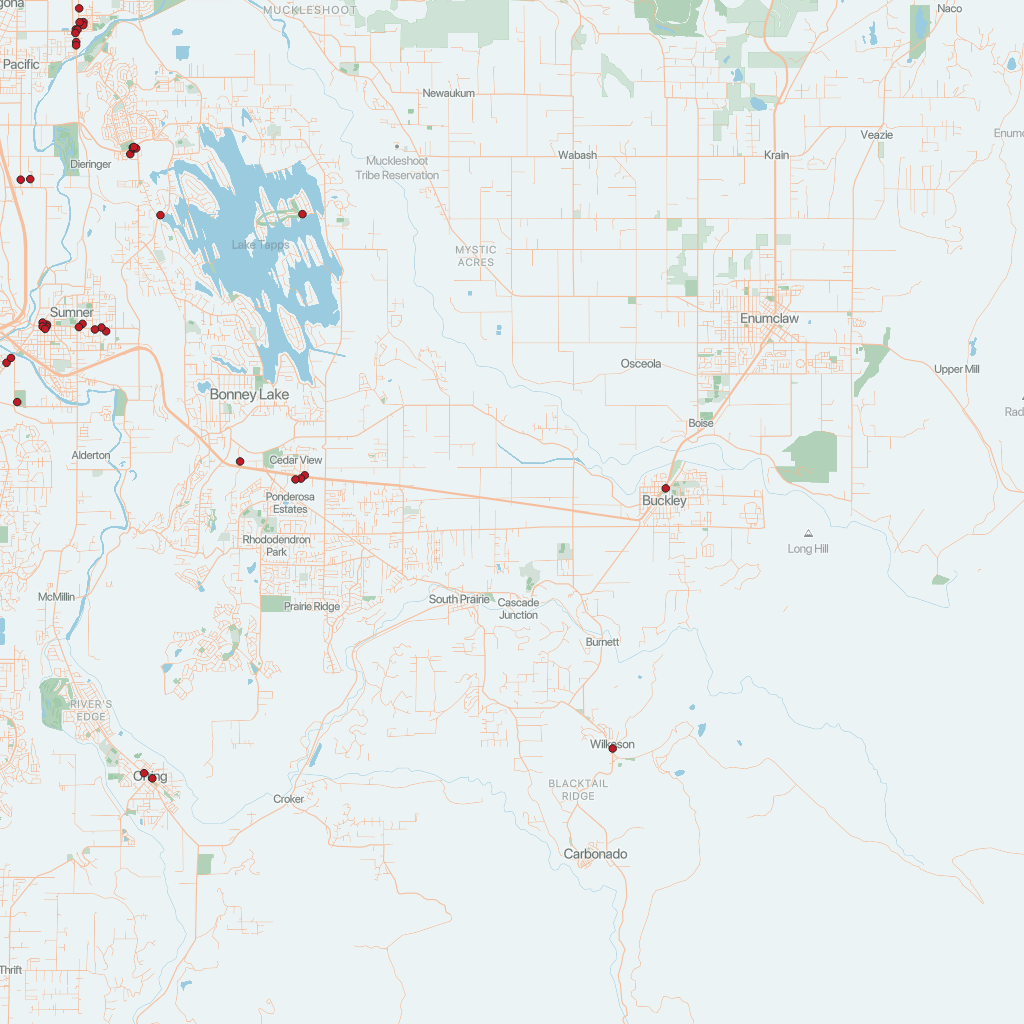 MUCKLESHOOT
Naco
Pacific
Newaukum
Veazie
Wabash
Krain
Muckleshoot
Tribe Reservation
Dieringer
Lake Tapps
MYSTIC
ACRES
Sumner
Enumclaw
Osceola
Upper Mill
Bonney Lake
Boise
Alderton
Cedar View
Ponderosa
Estates
Buckley
Rhododendron
Park
Long Hill
McMillin
Prairie Ridge
South Prairie
Cascade
Junction
Burnett
RIVER'S
EDGE
Wilkeson
BLACKTAIL
RIDGE
Croker
Carbonado
Thrift